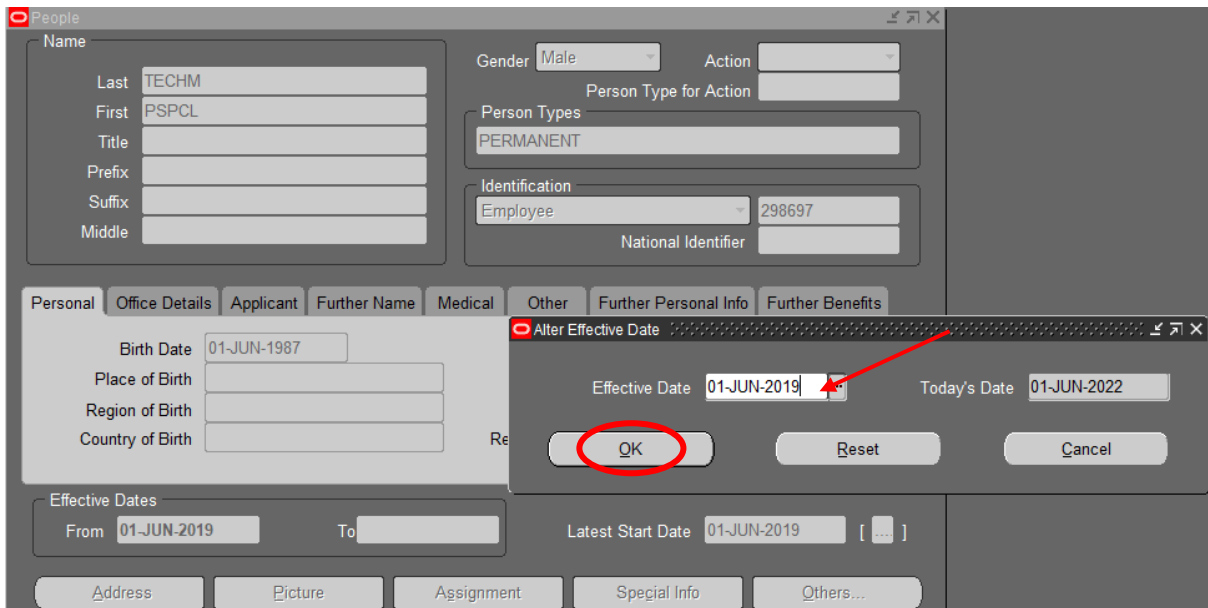 People
Name
Last TECHM
First PSPCL
Title
Prefix
Suffix
Middle
Gender Male Action
Person Type for Action
Person Types
PERMANENT
Identification
Employee 298697
National Identifier
Personal Office Details Applicant Further Name Medical Other Further Personal Info Further Benefits
Birth Date 01-JUN-1987
Place of Birth
Region of Birth
Country of Birth Re
Alter Effective Date
Effective Date 01-JUN-2019 Today's Date 01-JUN-2022
OK Reset Cancel
Effective Dates
From 01-JUN-2019 To Latest Start Date 01-JUN-2019 [ .... ]
Address Picture Assignment Special Info Others...